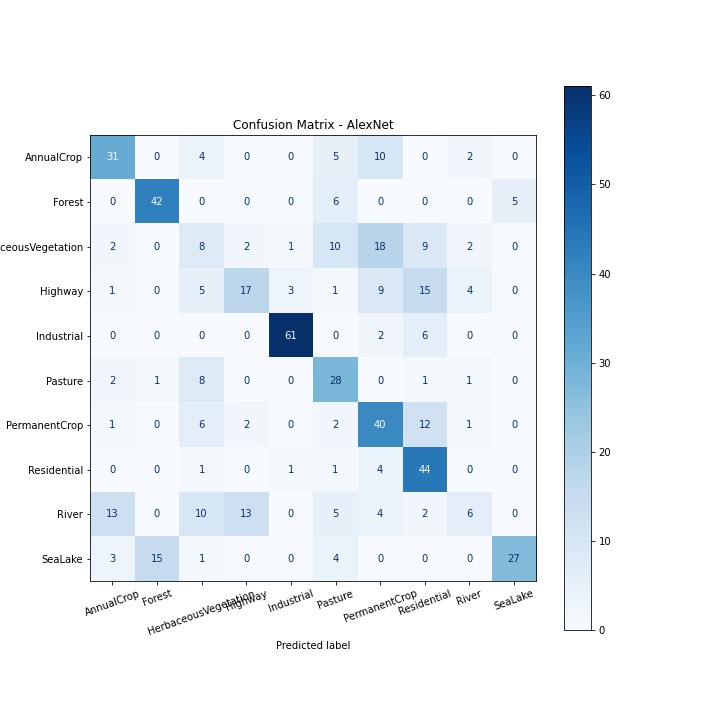 Confusion Matrix - AlexNet
AnnualCrop 31 0 4 0 0 5 10 0 2 0
Forest 0 42 0 0 0 6 0 0 0 5
ceousVegetation 2 0 8 2 1 10 18 9 2 0
Highway 1 0 5 17 3 1 9 15 4 0
Industrial 0 0 0 0 61 0 2 6 0 0
Pasture 2 1 8 0 0 28 0 1 1 0
PermanentCrop 1 0 6 2 0 2 40 12 1 0
Residential 0 0 1 0 1 1 4 44 0 0
River 13 0 10 13 0 5 4 2 6 0
SeaLake 3 15 1 0 0 4 0 0 0 27
AnnualCrop Forest HerbaceousVegetation Highway Industrial Pasture PermanentCrop Residential River SeaLake
Predicted label
60
50
40
30
20
10
0